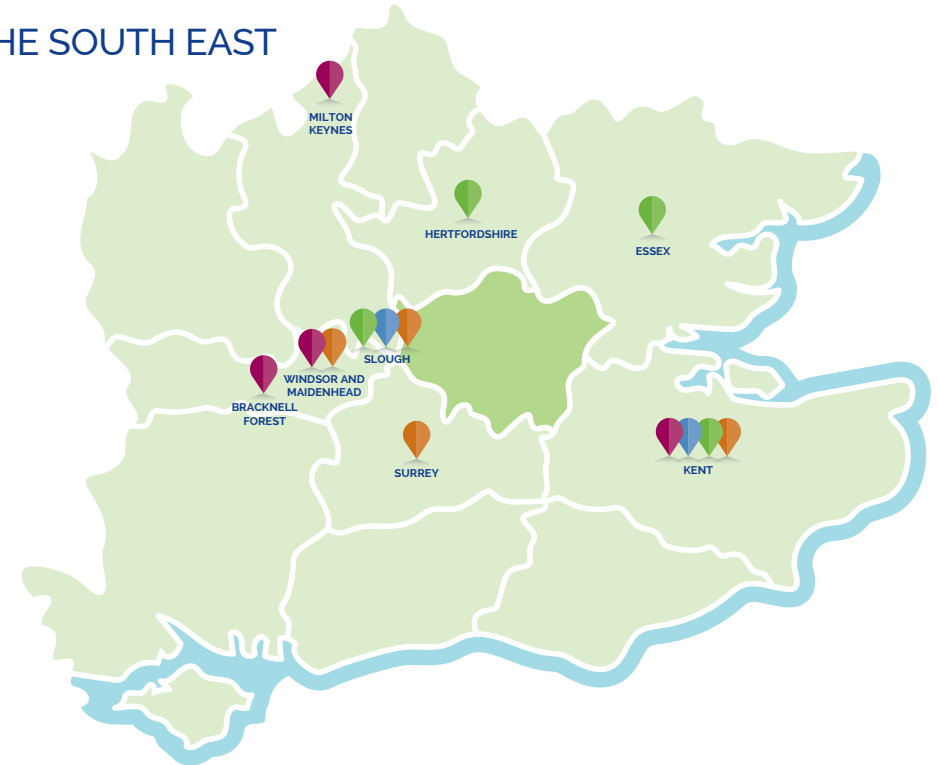 HE SOUTH EAST
MILTON
KEYNES
HERTFORDSHIRE
ESSEX
SLOUGH
WINDSOR AND
MAIDENHEAD
BRACKNELL
FOREST
SURREY
KENT